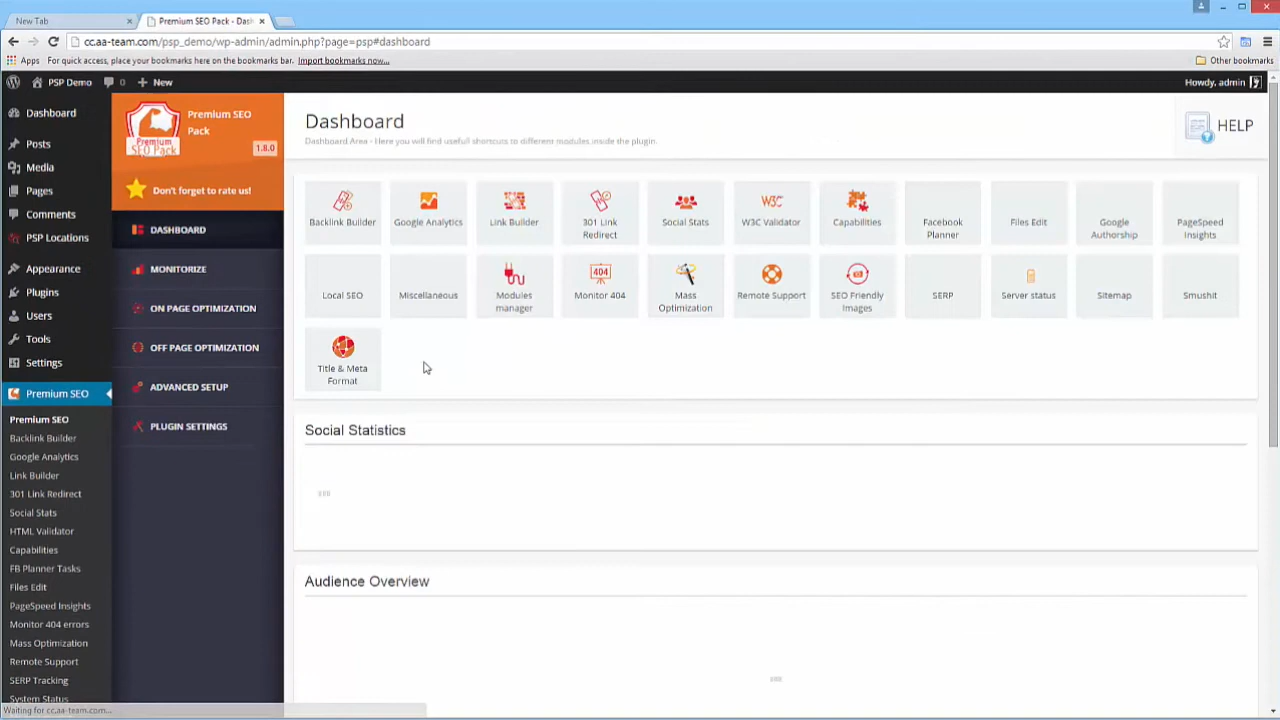 New Tab
Premium SEO Pack - Dash
cc.aa-team.com/psp_demo/wp-admin/admin.php?page=psp#dashboard
Apps
For quick access, place your bookmarks here on the bookmarks bar. Import bookmarks now...
Other bookmarks
PSP Demo
0
New
Howdy, admin
Dashboard
Posts
Media
Pages
Comments
PSP Locations
Appearance
Plugins
Users
Tools
Settings
Premium SEO
Premium SEO
Backlink Builder
Google Analytics
Link Builder
301 Link Redirect
Social Stats
HTML Validator
Capabilities
FB Planner Tasks
Files Edit
PageSpeed Insights
Monitor 404 errors
Mass Optimization
Remote Support
SERP Tracking
System Status
Premium
SEO Pack
Premium SEO
Pack
1.8.0
Don't forget to rate us!
DASHBOARD
MONITORIZE
ON PAGE OPTIMIZATION
OFF PAGE OPTIMIZATION
ADVANCED SETUP
PLUGIN SETTINGS
Dashboard
Dashboard Area - Here you will find usefull shortcuts to different modules inside the plugin.
HELP
Backlink Builder
Google Analytics
Link Builder
301 Link
Redirect
Social Stats
W3C
W3C Validator
Capabilities
Facebook
Planner
Files Edit
Google
Authorship
PageSpeed
Insights
Local SEO
Miscellaneous
Modules
manager
404
Monitor 404
Mass
Optimization
Remote Support
SEO Friendly
Images
SERP
Server status
Sitemap
Smushit
Title & Meta
Format
Social Statistics
Audience Overview
Waiting for cc.aa-team.com...